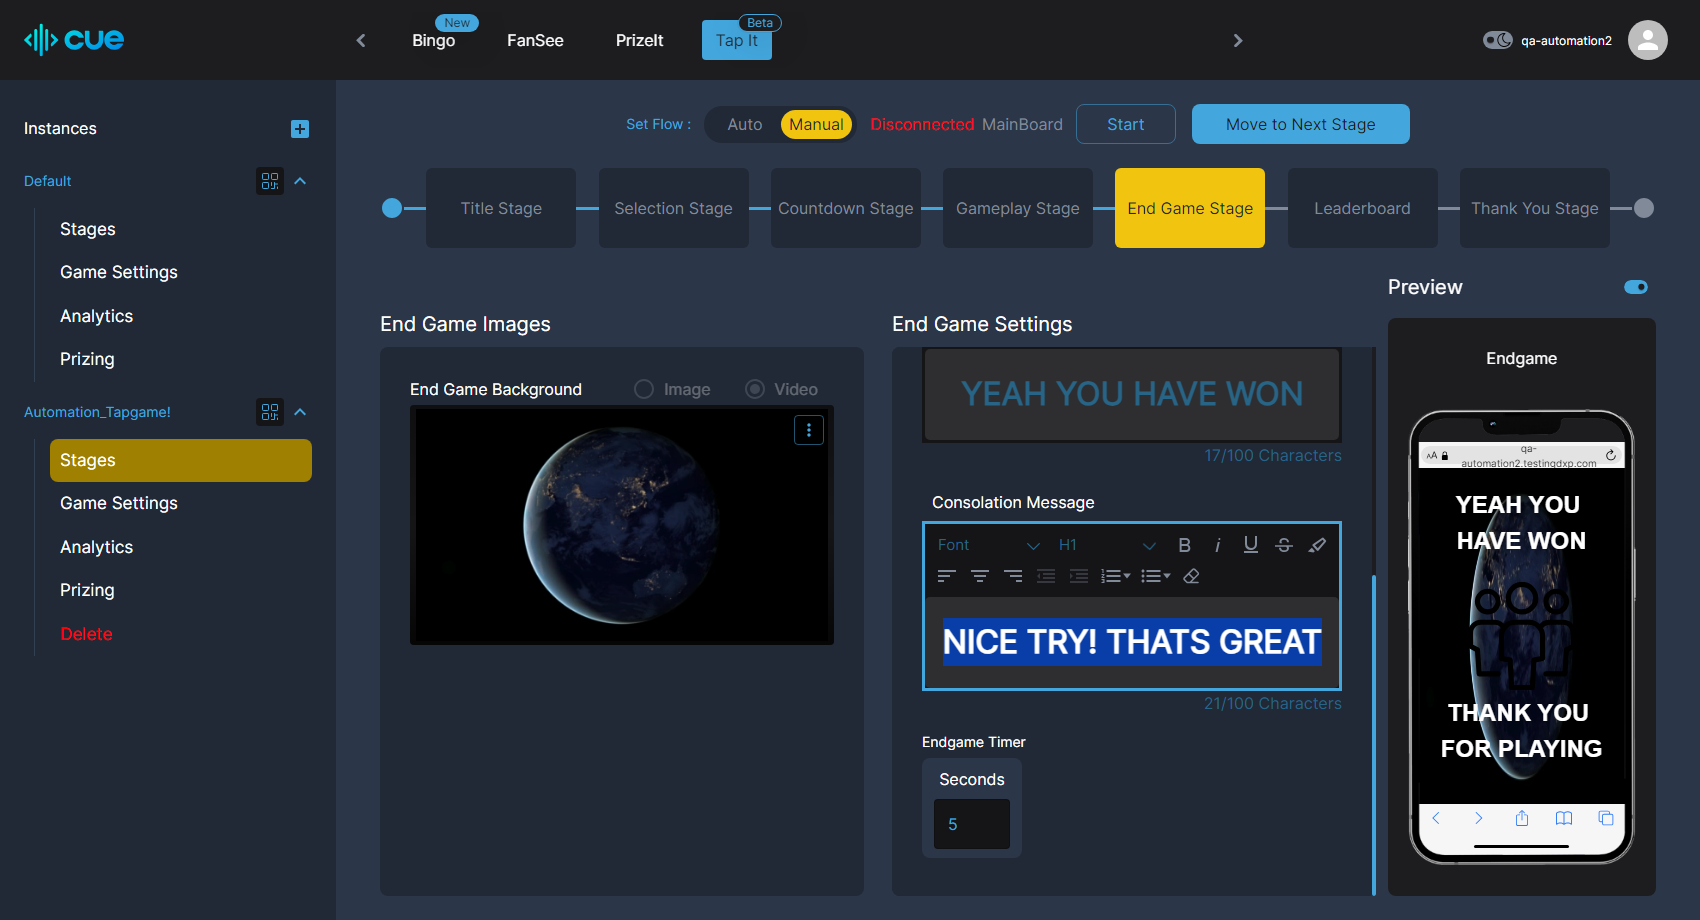 cue
New
Bingo
FanSee
PrizeIt
Beta
Tap It
qa-automation2
Instances
Default
Stages
Game Settings
Analytics
Prizing
Automation_Tapgame!
Stages
Game Settings
Analytics
Prizing
Delete
Set Flow :
Auto
Manual
Disconnected MainBoard
Start
Move to Next Stage
Title Stage
Selection Stage
Countdown Stage
Gameplay Stage
End Game Stage
Leaderboard
Thank You Stage
End Game Images
End Game Background
Image
Video
End Game Settings
YEAH YOU HAVE WON
17/100 Characters
Consolation Message
Font
H1
B i U S
NICE TRY! THATS GREAT
21/100 Characters
Endgame Timer
Seconds
5
Preview
Endgame
AA
qa-
automation2.testingdxp.com
YEAH YOU
HAVE WON
THANK YOU
FOR PLAYING